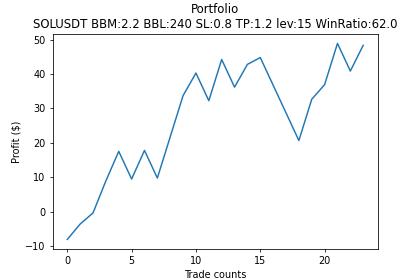 Portfolio
SOLUSDT BBM:2.2 BBL:240 SL:0.8 TP:1.2 lev:15 WinRatio:62.0
50
40
30
20
10
0
−10
Profit ($)
0 5 10 15 20
Trade counts